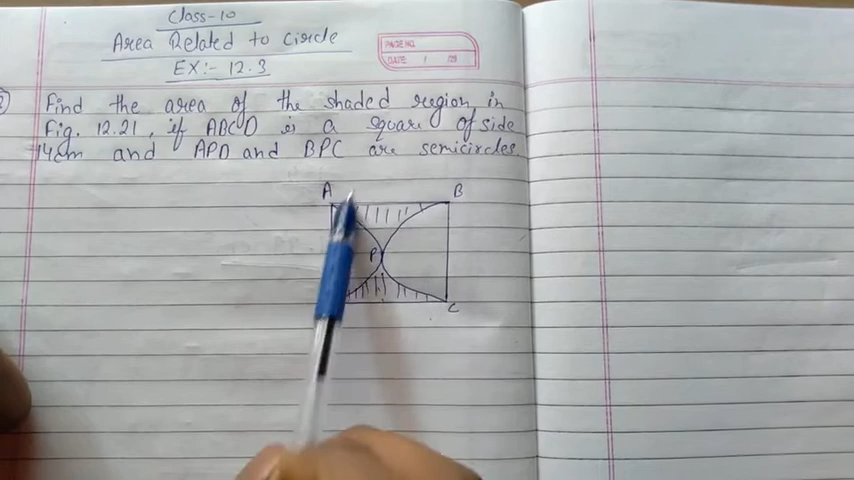 Class-10
Area Related to Circle
EX:- 12.3
PAGE NO.
DATE / /20
Find the area of the shaded region in
Fig. 12.21, if ABCD is a square of side
14cm and APD and BPC are semicircles.
A B
P
C